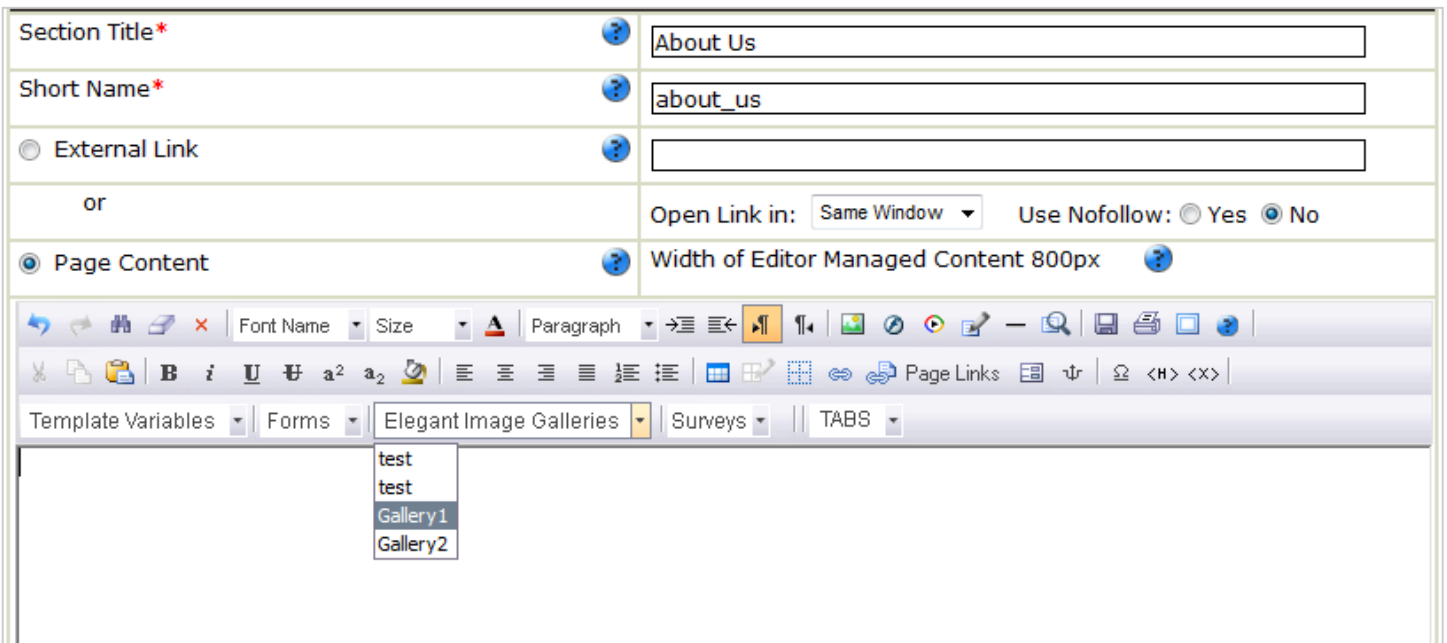 Section Title*
About Us
Short Name*
about_us
External Link
or
Open Link in: Same Window Use Nofollow: Yes No
Page Content
Width of Editor Managed Content 800px
Font Name Size A Paragraph
B i U U a² a₂ Page Links Ω <H> <X>
Template Variables Forms Elegant Image Galleries Surveys TABS
test
test
Gallery1
Gallery2